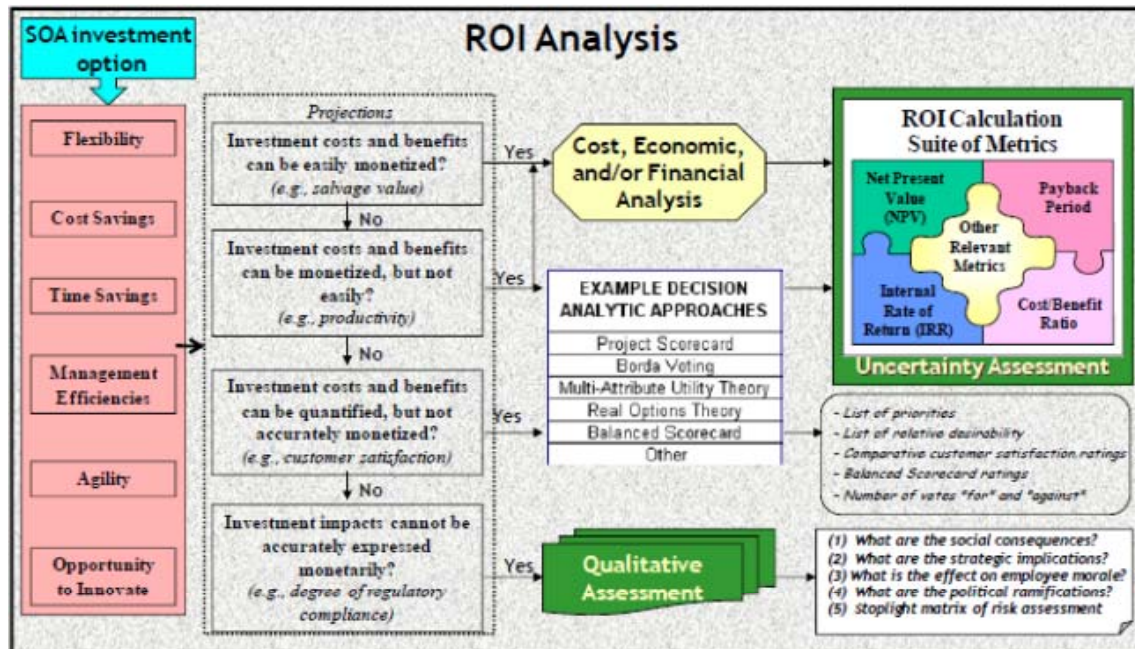 ROI Analysis
SOA investment
option
Flexibility
Cost Savings
Time Savings
Management
Efficiencies
Agility
Opportunity
to Innovate
Projections
Investment costs and benefits
can be easily monetized?
(e.g., salvage value)
Yes
No
Investment costs and benefits
can be monetized, but not
easily?
(e.g., productivity)
Yes
No
Investment costs and benefits
can be quantified, but not
accurately monetized?
(e.g., customer satisfaction)
Yes
No
Investment impacts cannot be
accurately expressed
monetarily?
(e.g., degree of regulatory
compliance)
Yes
Cost, Economic,
and/or Financial
Analysis
EXAMPLE DECISION
ANALYTIC APPROACHES
Project Scorecard
Borda Voting
Multi-Attribute Utility Theory
Real Options Theory
Balanced Scorecard
Other
Qualitative
Assessment
ROI Calculation
Suite of Metrics
Net Present
Value
(NPV)
Payback
Period
Other
Relevant
Metrics
Internal
Rate of
Return (IRR)
Cost/Benefit
Ratio
Uncertainty Assessment
- List of priorities
- List of relative desirability
- Comparative customer satisfaction ratings
- Balanced Scorecard ratings
- Number of votes "for" and "against"
(1) What are the social consequences?
(2) What are the strategic implications?
(3) What is the effect on employee morale?
(4) What are the political ramifications?
(5) Stoplight matrix of risk assessment